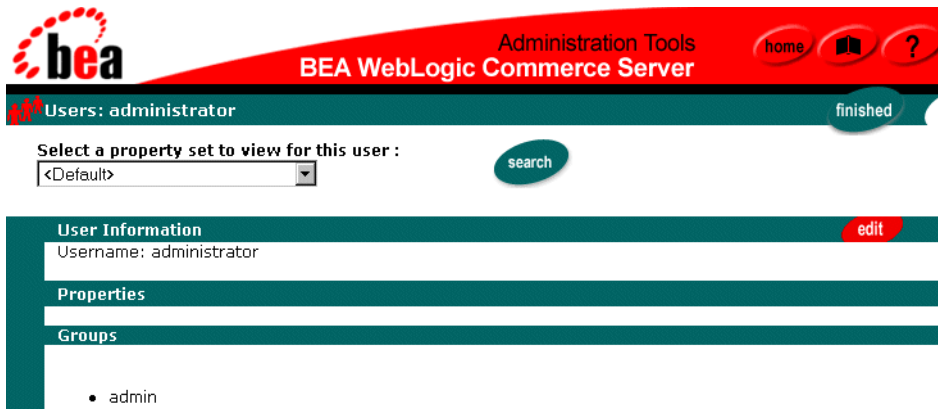 bea
Administration Tools
BEA WebLogic Commerce Server
home
?
Users: administrator
finished
Select a property set to view for this user :
<Default>
search
User Information
edit
Username: administrator
Properties
Groups
• admin